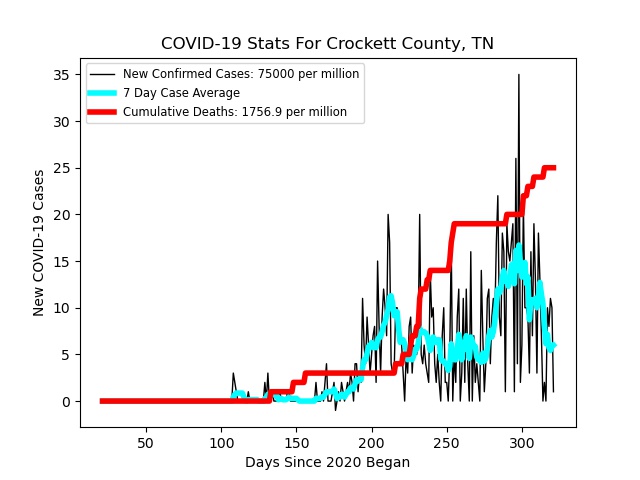 COVID-19 Stats For Crockett County, TN
New Confirmed Cases: 75000 per million
7 Day Case Average
Cumulative Deaths: 1756.9 per million
New COVID-19 Cases
35
30
25
20
15
10
5
0
50
100
150
200
250
300
Days Since 2020 Began